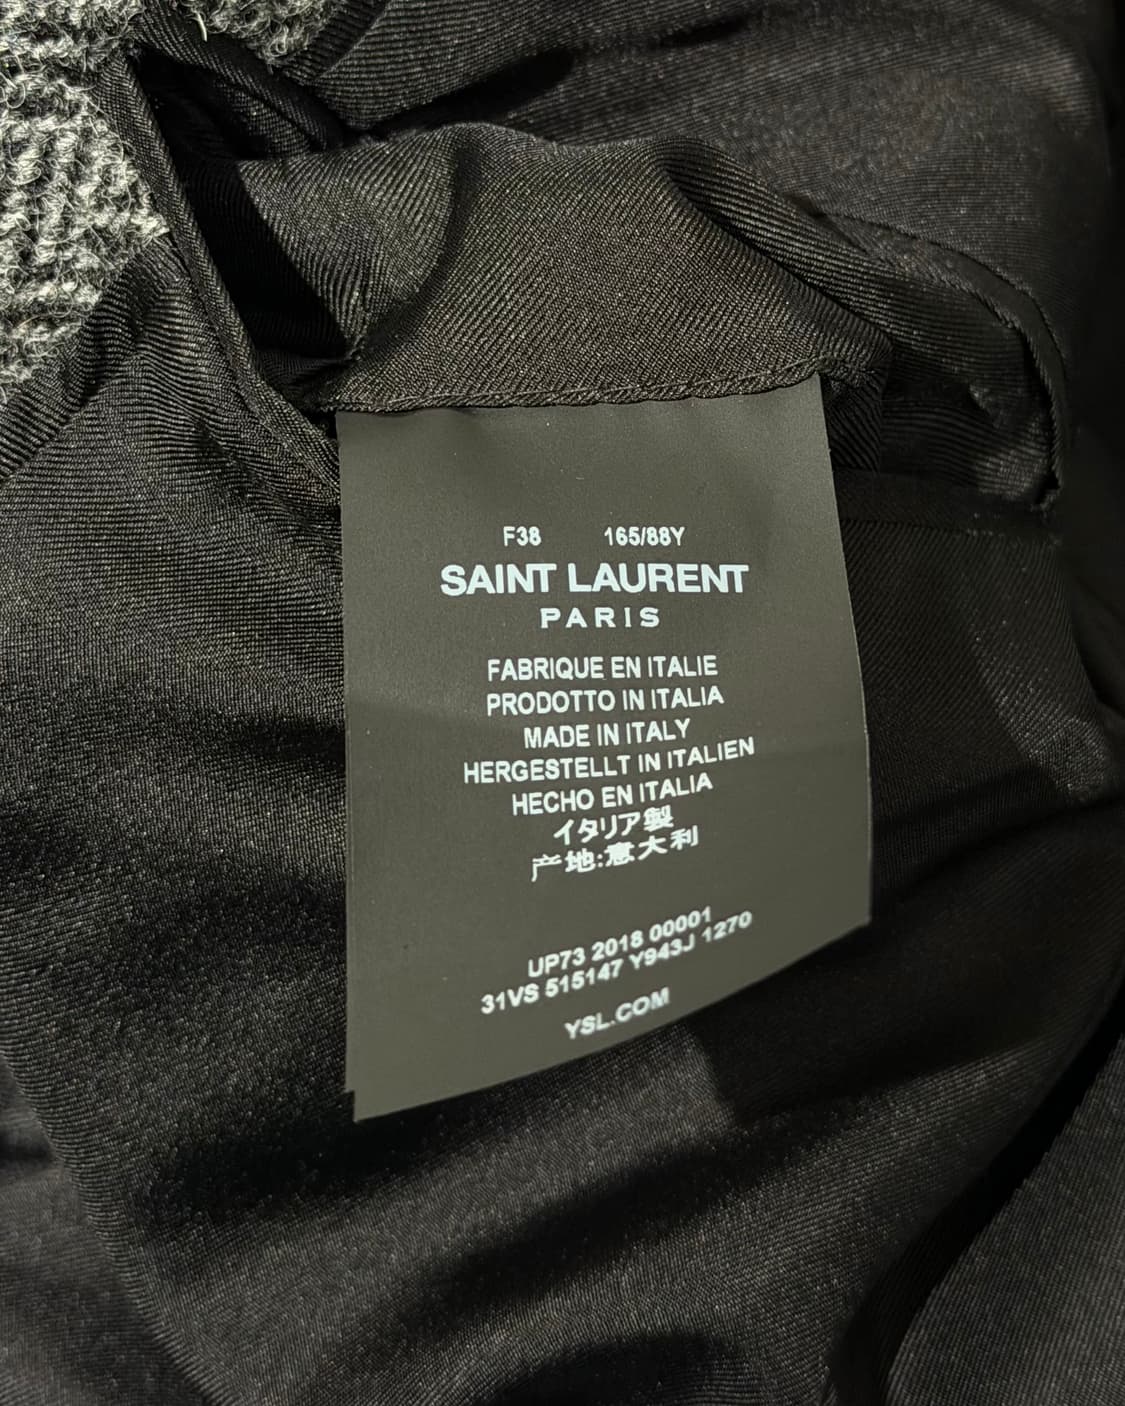 F38 165/88Y
SAINT LAURENT
PARIS
FABRIQUE EN ITALIE
PRODOTTO IN ITALIA
MADE IN ITALY
HERGESTELLT IN ITALIEN
HECHO EN ITALIA
イタリア製
产地:意大利
UP73 2018 00001
31VS 515147 Y943J 1270
YSL.COM